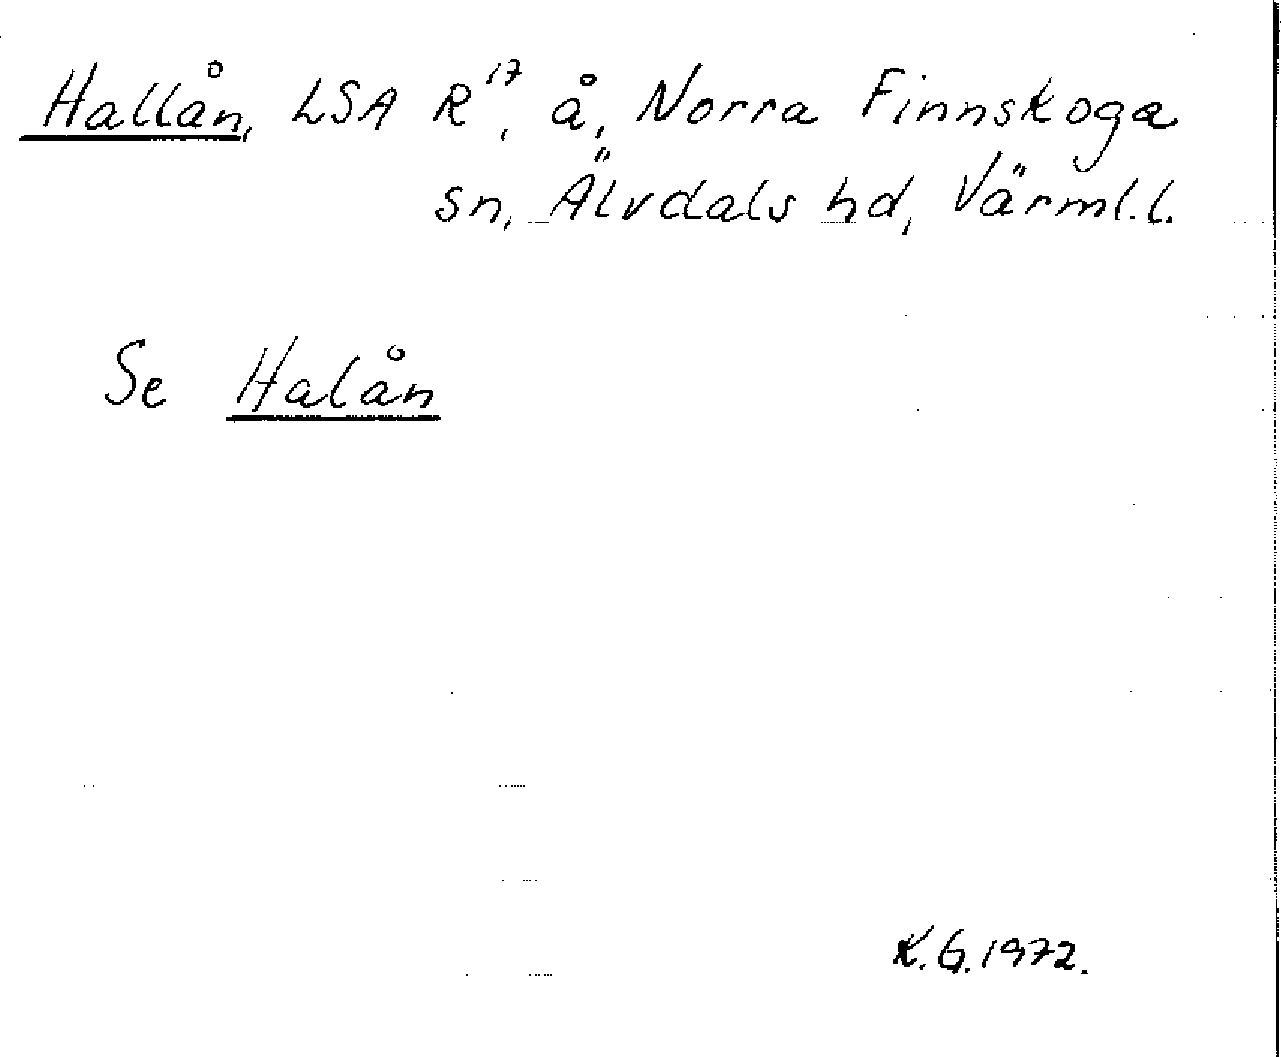 Hallån, LSA R¹⁷, å, Norra Finnskoga
sn, Älvdals hd, Värml.l.
Se Halån
K.G.1972.